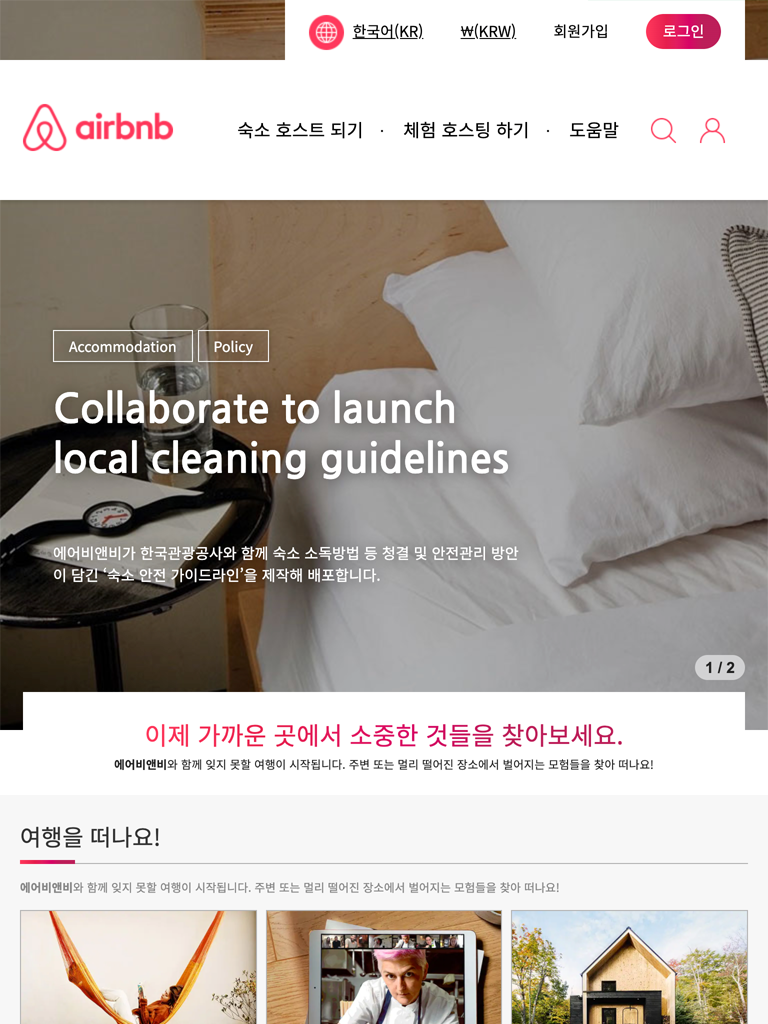 한국어(KR)
₩(KRW)
회원가입
로그인
airbnb
숙소 호스트 되기 · 체험 호스팅 하기 · 도움말
Accommodation
Policy
Collaborate to launch
local cleaning guidelines
에어비앤비가 한국관광공사와 함께 숙소 소독방법 등 청결 및 안전관리 방안
이 담긴 ‘숙소 안전 가이드라인’을 제작해 배포합니다.
1 / 2
이제 가까운 곳에서 소중한 것들을 찾아보세요.
에어비앤비와 함께 잊지 못할 여행이 시작됩니다. 주변 또는 멀리 떨어진 장소에서 벌어지는 모험들을 찾아 떠나요!
여행을 떠나요!
에어비앤비와 함께 잊지 못할 여행이 시작됩니다. 주변 또는 멀리 떨어진 장소에서 벌어지는 모험들을 찾아 떠나요!